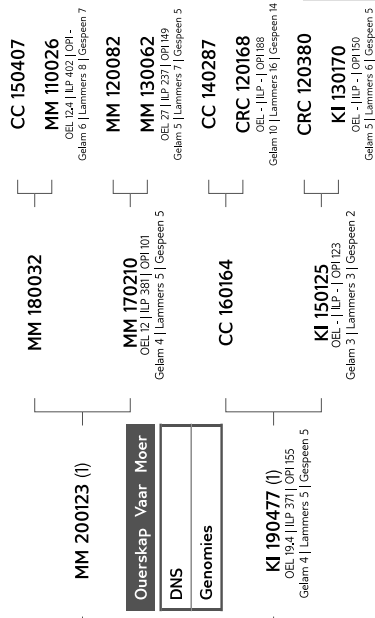 MM 200123 (1)
Ouerskap Vaar Moer
DNS
Genomies
KI 190477 (1)
OEL 19.4 | ILP 371 | OPI 155
Gelam 4 | Lammers 5 | Gespeen 5
MM 180032
MM 170210
OEL 12 | ILP 381 | OPI 101
Gelam 4 | Lammers 5 | Gespeen 5
CC 160164
KI 150125
OEL - | ILP - | OPI 123
Gelam 3 | Lammers 3 | Gespeen 2
CC 150407
MM 110026
OEL 12.4 | ILP 402 | OPI -
Gelam 6 | Lammers 8 | Gespeen 7
MM 120082
MM 130062
OEL 27 | ILP 237 | OPI 149
Gelam 5 | Lammers 7 | Gespeen 5
CC 140287
CRC 120168
OEL - | ILP - | OPI 188
Gelam 10 | Lammers 16 | Gespeen 14
CRC 120380
KI 130170
OEL - | ILP - | OPI 150
Gelam 5 | Lammers 6 | Gespeen 5